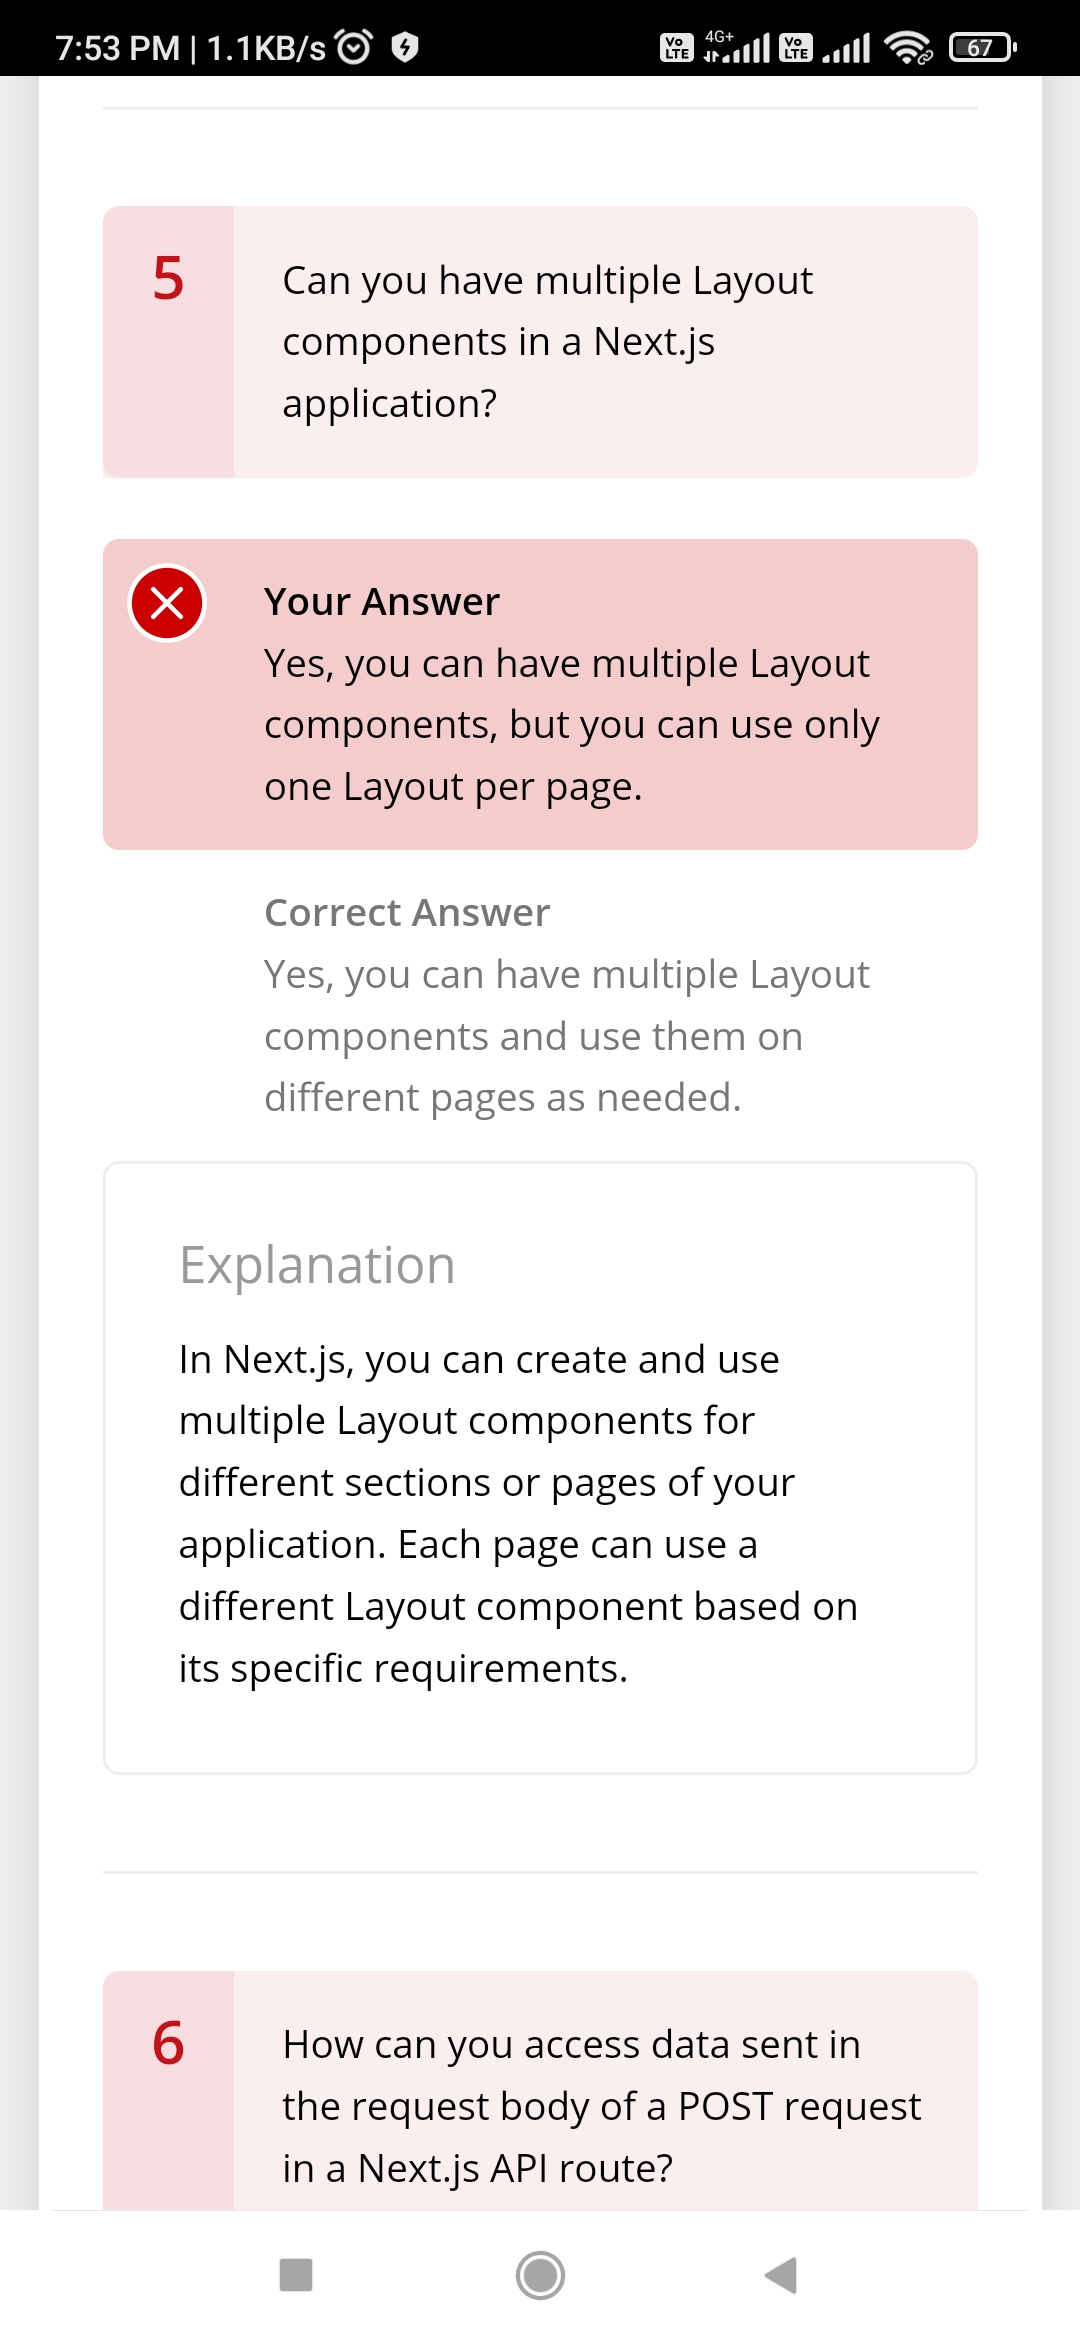 7:53 PM | 1.1KB/s
Vo LTE 4G+ Vo LTE 67
5
Can you have multiple Layout
components in a Next.js
application?
Your Answer
Yes, you can have multiple Layout
components, but you can use only
one Layout per page.
Correct Answer
Yes, you can have multiple Layout
components and use them on
different pages as needed.
Explanation
In Next.js, you can create and use
multiple Layout components for
different sections or pages of your
application. Each page can use a
different Layout component based on
its specific requirements.
6
How can you access data sent in
the request body of a POST request
in a Next.js API route?